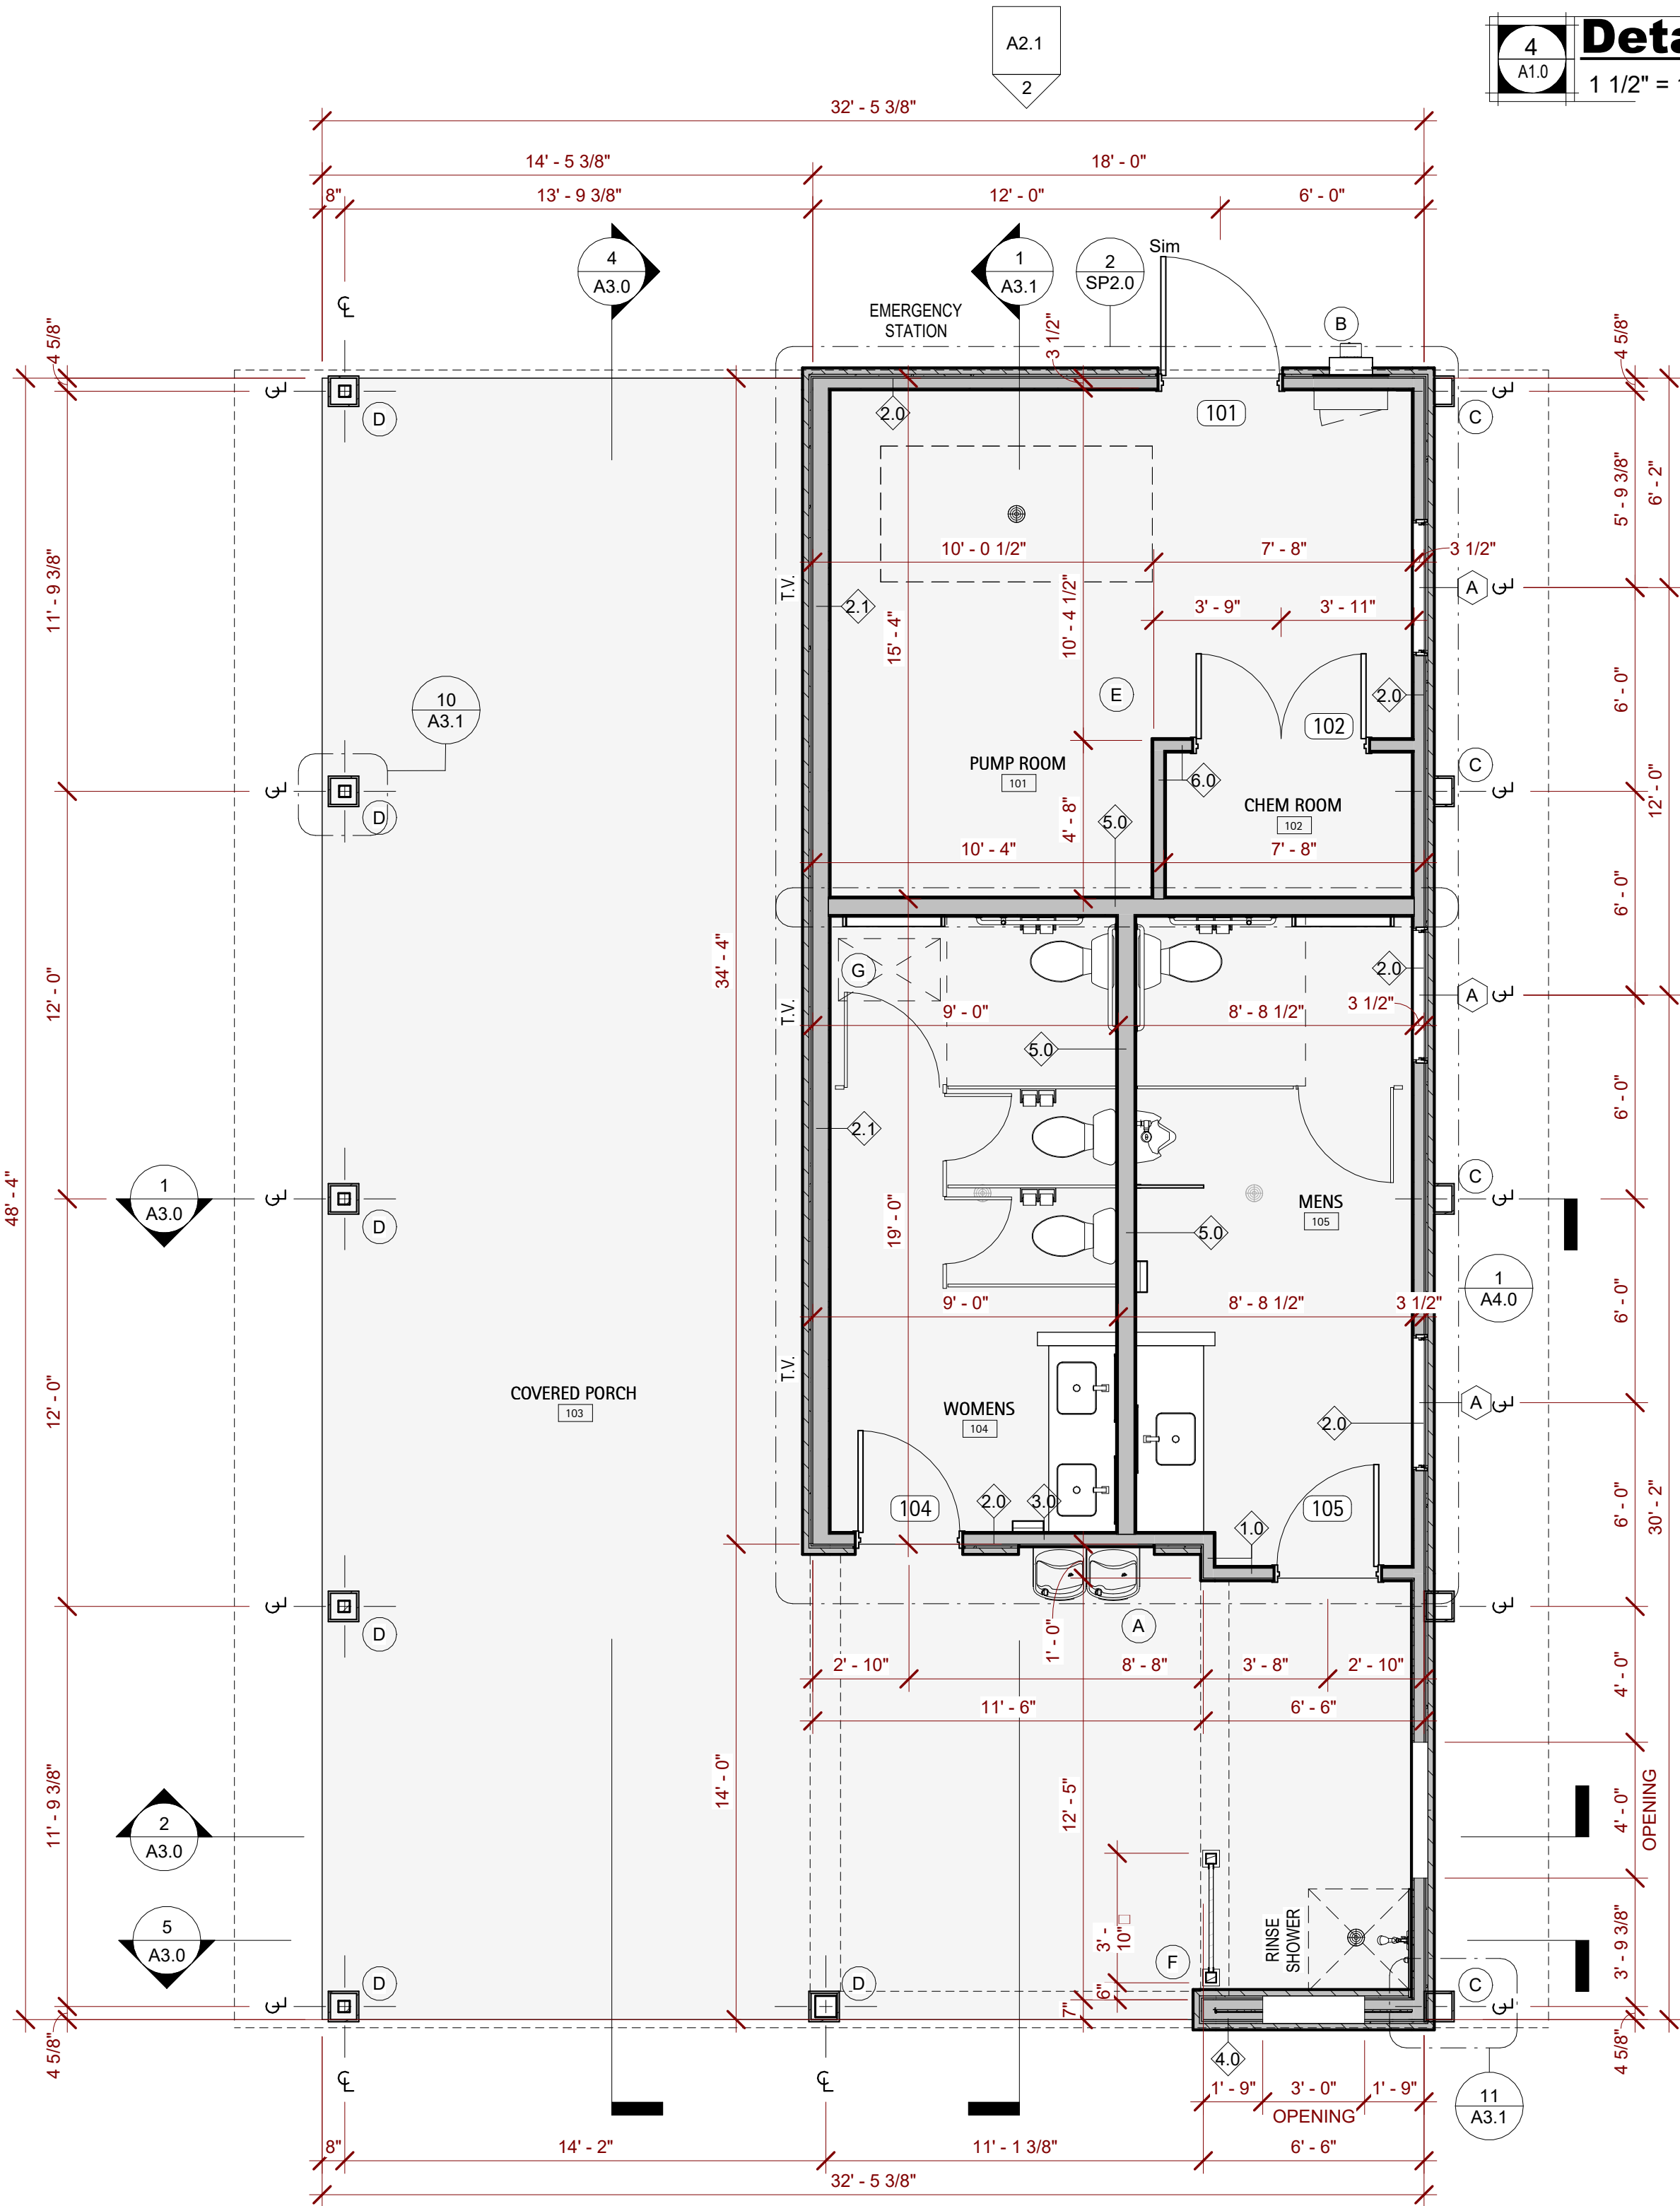 A2.1
2
4
A1.0
Deta
1 1/2" = 1
32' - 5 3/8"
14' - 5 3/8"
18' - 0"
8"
13' - 9 3/8"
12' - 0"
6' - 0"
4
A3.0
1
A3.1
2
SP2.0
Sim
EMERGENCY
STATION
B
3 1/2"
4 5/8"
4 5/8"
2.0
101
D
C
5' - 9 3/8"
6' - 2"
10' - 0 1/2"
7' - 8"
3 1/2"
T.V.
2.1
A
11' - 9 3/8"
15' - 4"
10' - 4 1/2"
3' - 9"
3' - 11"
10
A3.1
E
2.0
6' - 0"
102
PUMP ROOM
101
6.0
CHEM ROOM
102
C
12' - 0"
D
5.0
4' - 8"
10' - 4"
7' - 8"
6' - 0"
34' - 4"
G
2.0
12' - 0"
T.V.
9' - 0"
8' - 8 1/2"
3 1/2"
A
5.0
2.1
6' - 0"
48' - 4"
1
A3.0
D
19' - 0"
MENS
105
C
5.0
1
A4.0
9' - 0"
8' - 8 1/2"
3 1/2"
6' - 0"
T.V.
12' - 0"
COVERED PORCH
103
WOMENS
104
2.0
A
104
2.0
3.0
105
1.0
6' - 0"
30' - 2"
D
1' - 0"
A
2' - 10"
8' - 8"
3' - 8"
2' - 10"
4' - 0"
11' - 6"
6' - 6"
14' - 0"
12' - 5"
11' - 9 3/8"
4' - 0"
OPENING
2
A3.0
5
A3.0
3' -
10"
RINSE
SHOWER
3' - 9 3/8"
F
6"
7"
D
D
C
4 5/8"
4 5/8"
4.0
1' - 9"
3' - 0"
1' - 9"
OPENING
11
A3.1
8"
14' - 2"
11' - 1 3/8"
6' - 6"
32' - 5 3/8"